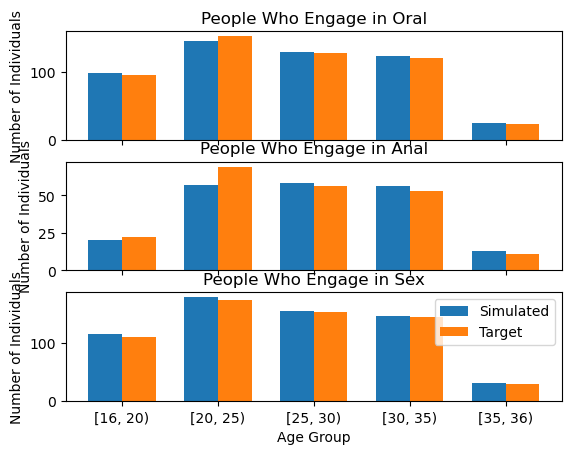 People Who Engage in Oral
Number of Individuals
100
0
People Who Engage in Anal
Number of Individuals
50
25
0
People Who Engage in Sex
Number of Individuals
100
0
Simulated
Target
[16, 20) [20, 25) [25, 30) [30, 35) [35, 36)
Age Group